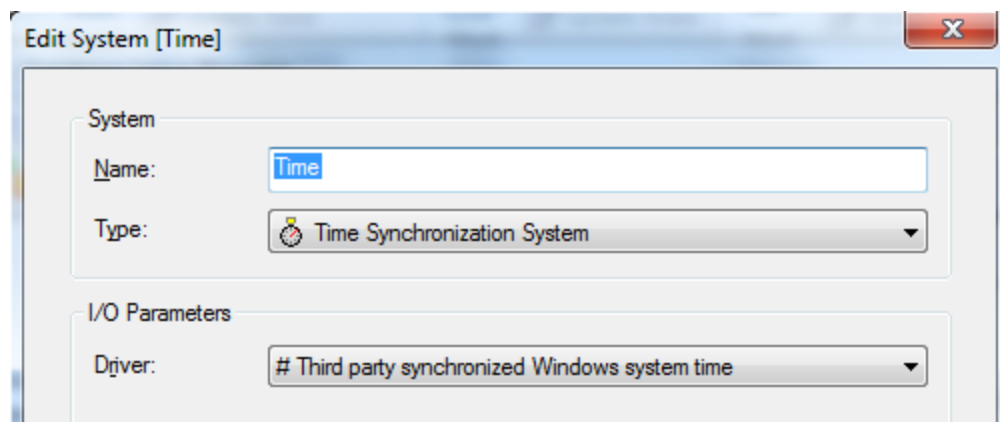 Edit System [Time]
System
Name:
Time
Type:
Time Synchronization System
I/O Parameters
Driver:
# Third party synchronized Windows system time